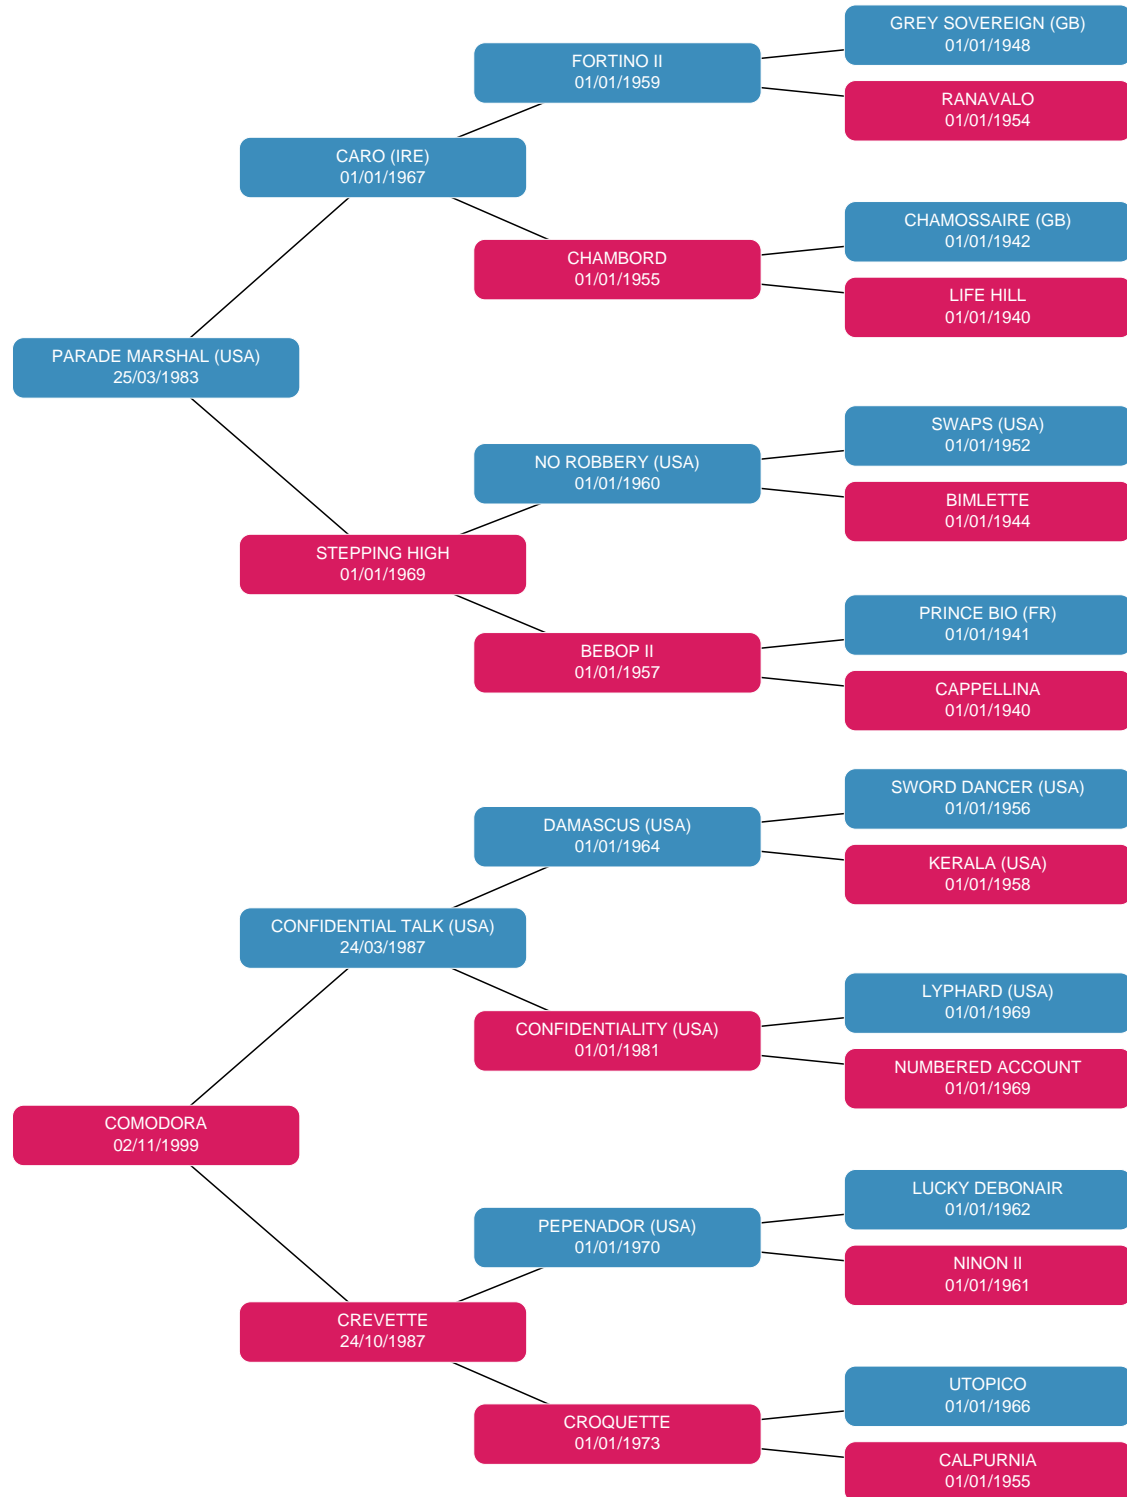 GREY SOVEREIGN (GB)
01/01/1948
FORTINO II
01/01/1959
RANAVALO
01/01/1954
CARO (IRE)
01/01/1967
CHAMOSSAIRE (GB)
01/01/1942
CHAMBORD
01/01/1955
LIFE HILL
01/01/1940
PARADE MARSHAL (USA)
25/03/1983
SWAPS (USA)
01/01/1952
NO ROBBERY (USA)
01/01/1960
BIMLETTE
01/01/1944
STEPPING HIGH
01/01/1969
PRINCE BIO (FR)
01/01/1941
BEBOP II
01/01/1957
CAPPELLINA
01/01/1940
SWORD DANCER (USA)
01/01/1956
DAMASCUS (USA)
01/01/1964
KERALA (USA)
01/01/1958
CONFIDENTIAL TALK (USA)
24/03/1987
LYPHARD (USA)
01/01/1969
CONFIDENTIALITY (USA)
01/01/1981
NUMBERED ACCOUNT
01/01/1969
COMODORA
02/11/1999
LUCKY DEBONAIR
01/01/1962
PEPENADOR (USA)
01/01/1970
NINON II
01/01/1961
CREVETTE
24/10/1987
UTOPICO
01/01/1966
CROQUETTE
01/01/1973
CALPURNIA
01/01/1955